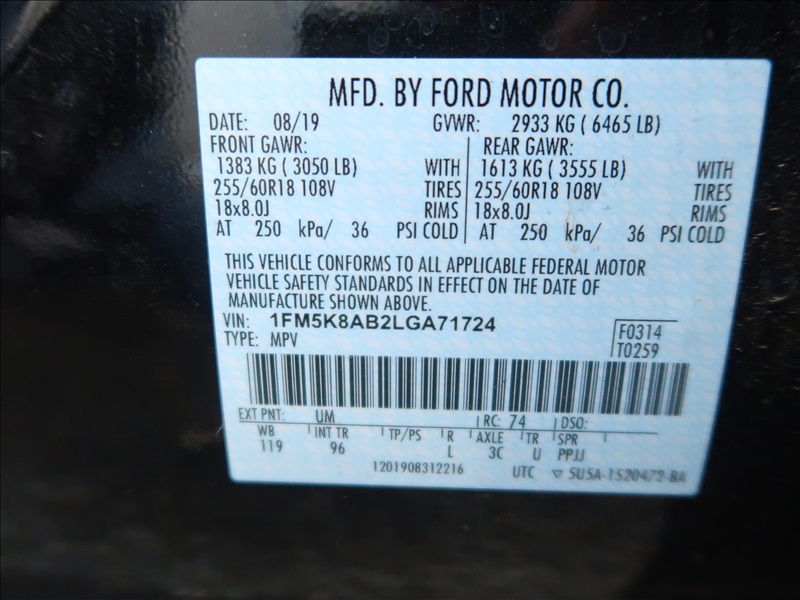 MFD. BY FORD MOTOR CO.
DATE: 08/19 GVWR: 2933 KG ( 6465 LB)
FRONT GAWR: REAR GAWR:
1383 KG ( 3050 LB) WITH 1613 KG ( 3555 LB) WITH
255/60R18 108V TIRES 255/60R18 108V TIRES
18x8.0J RIMS 18x8.0J RIMS
AT 250 kPa/ 36 PSI COLD AT 250 kPa/ 36 PSI COLD
THIS VEHICLE CONFORMS TO ALL APPLICABLE FEDERAL MOTOR
VEHICLE SAFETY STANDARDS IN EFFECT ON THE DATE OF
MANUFACTURE SHOWN ABOVE.
VIN: 1FM5K8AB2LGA71724 F0314
TYPE: MPV T0259
EXT PNT: UM RC: 74 DSO:
WB INT TR TP/PS R AXLE TR SPR
119 96 L 3C U PPJJ
1201908312216 UTC ▽ 5U5A-1520472-BA